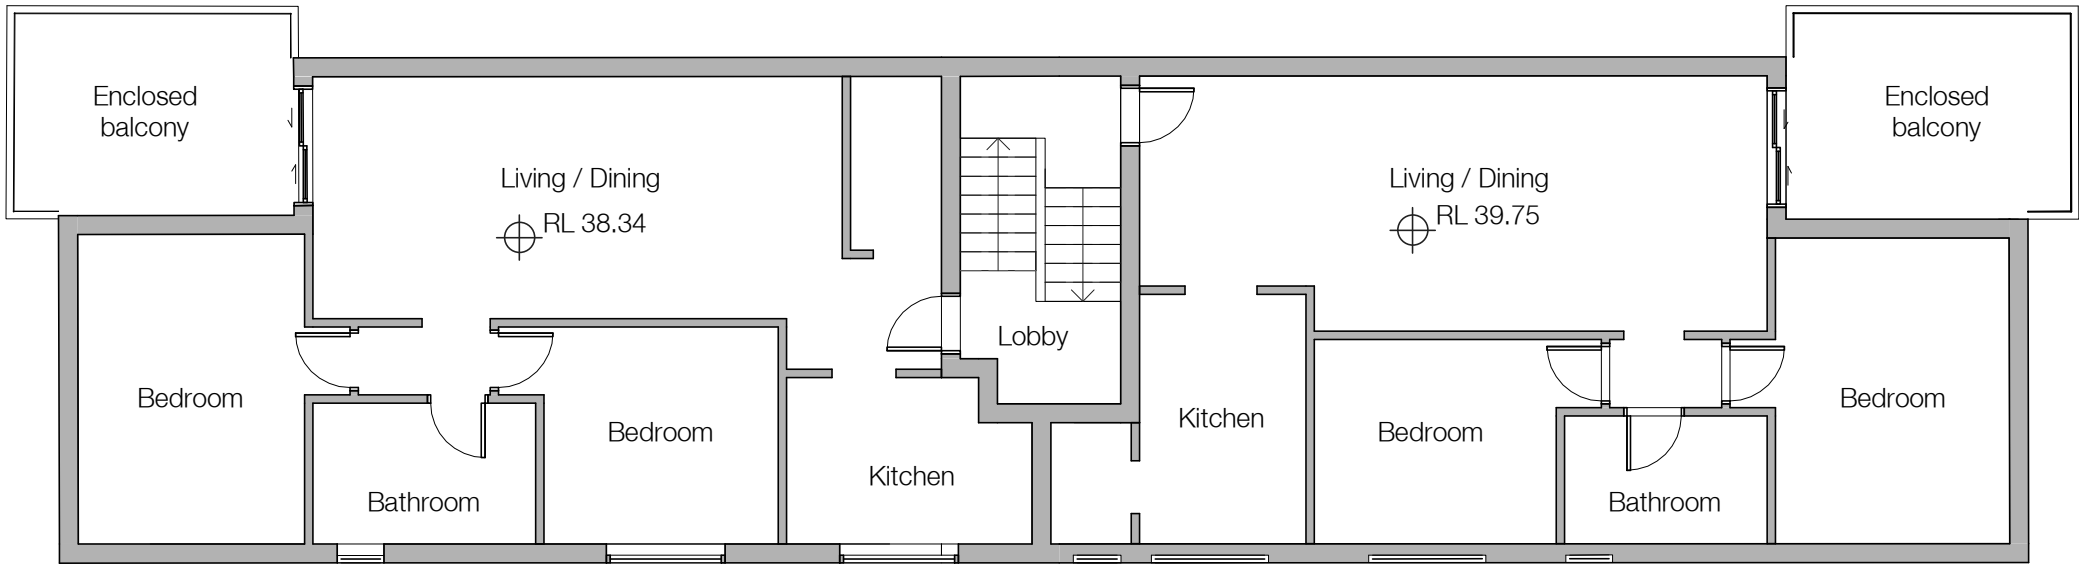 Enclosed
balcony
Enclosed
balcony
Living / Dining
Living / Dining
RL 38.34
RL 39.75
Lobby
Bedroom
Bedroom
Kitchen
Bedroom
Bedroom
Kitchen
Bathroom
Bathroom